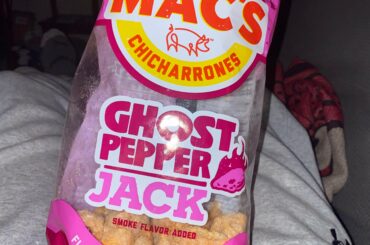 MAC'S
CHICHARRONES
GHOST
PEPPER
JACK
SMOKE FLAVOR ADDED